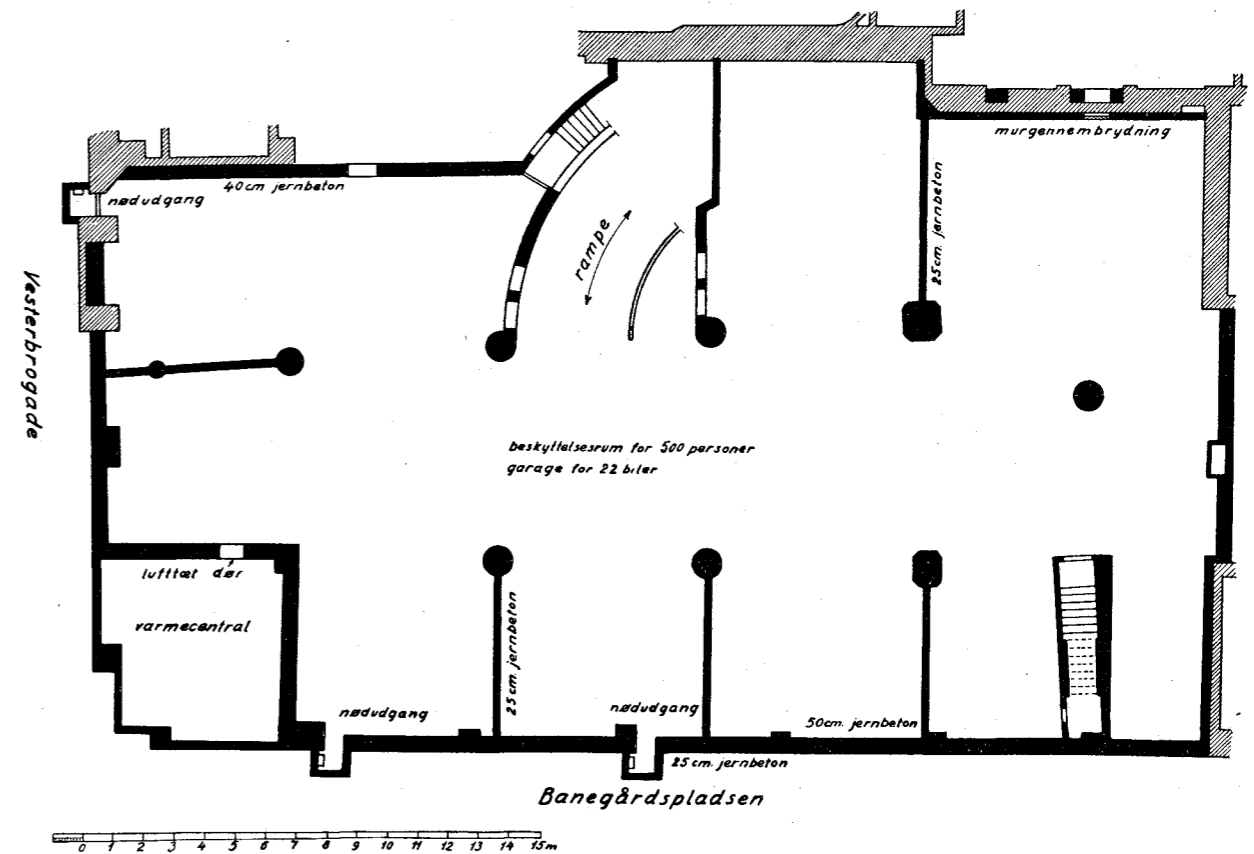 murgennembrydning
40cm jernbeton
nødudgang
25cm. jernbeton
rampe
Vesterbrogade
beskyttelsesrum for 500 personer
garage for 22 biler
lufttæt dør
varmecentral
25cm. jernbeton
nødudgang
nødudgang
50cm. jernbeton
25cm. jernbeton
Banegårdspladsen
0 1 2 3 4 5 6 7 8 9 10 11 12 13 14 15m